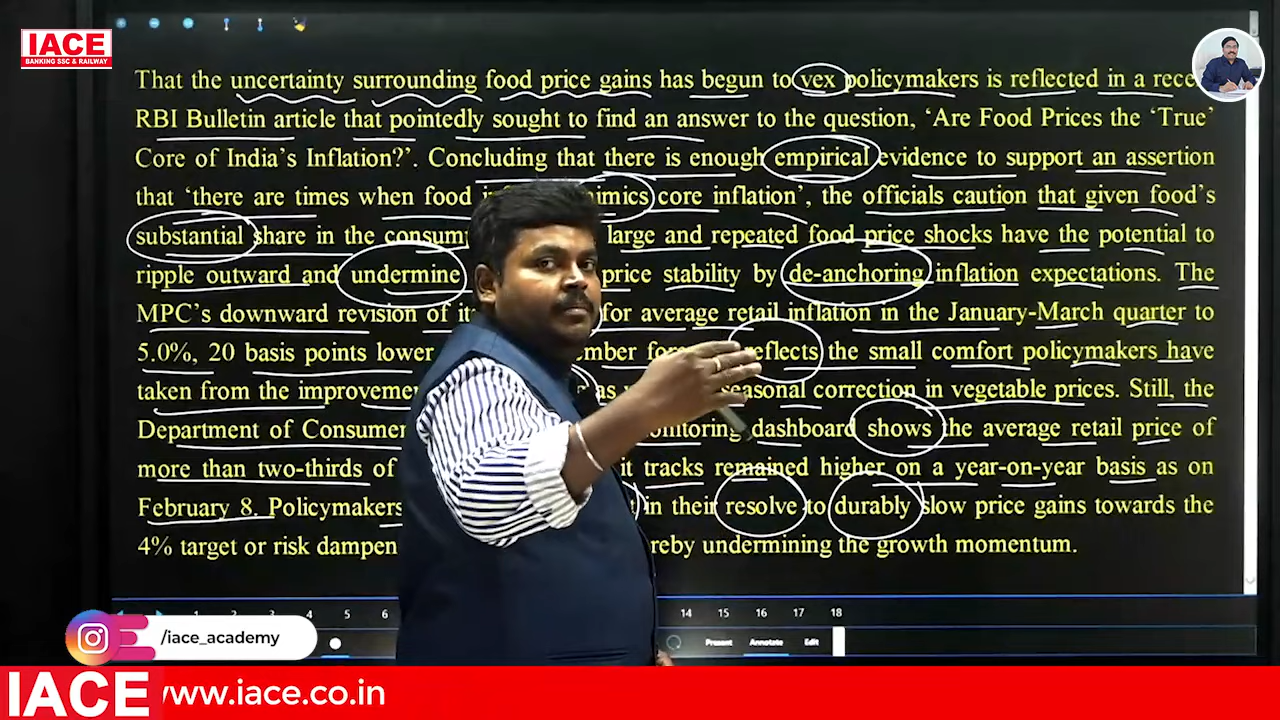 IACE
BANKING SSC & RAILWAY
That the uncertainty surrounding food price gains has begun to vex policymakers is reflected in a rece
RBI Bulletin article that pointedly sought to find an answer to the question, ‘Are Food Prices the ‘True’
Core of India’s Inflation?’. Concluding that there is enough empirical evidence to support an assertion
that ‘there are times when food core inflation’, the officials caution that given food’s
substantial share in the large and repeated food price shocks have the potential to
ripple outward and undermine price stability by de-anchoring inflation expectations. The
MPC’s downward revision of for average retail inflation in the January-March quarter to
5.0%, 20 basis points lower reflects the small comfort policymakers have
taken from the as seasonal correction in vegetable prices. Still, the
Department of dashboard shows the average retail price of
more than two-thirds of it tracks remained higher on a year-on-year basis as on
February 8. Policymakers in their resolve to durably slow price gains towards the
4% target or risk undermining the growth momentum.
1 2 3 4 5 6 14 15 16 17 18
Present Annotate Edit
/iace_academy
IACE www.iace.co.in